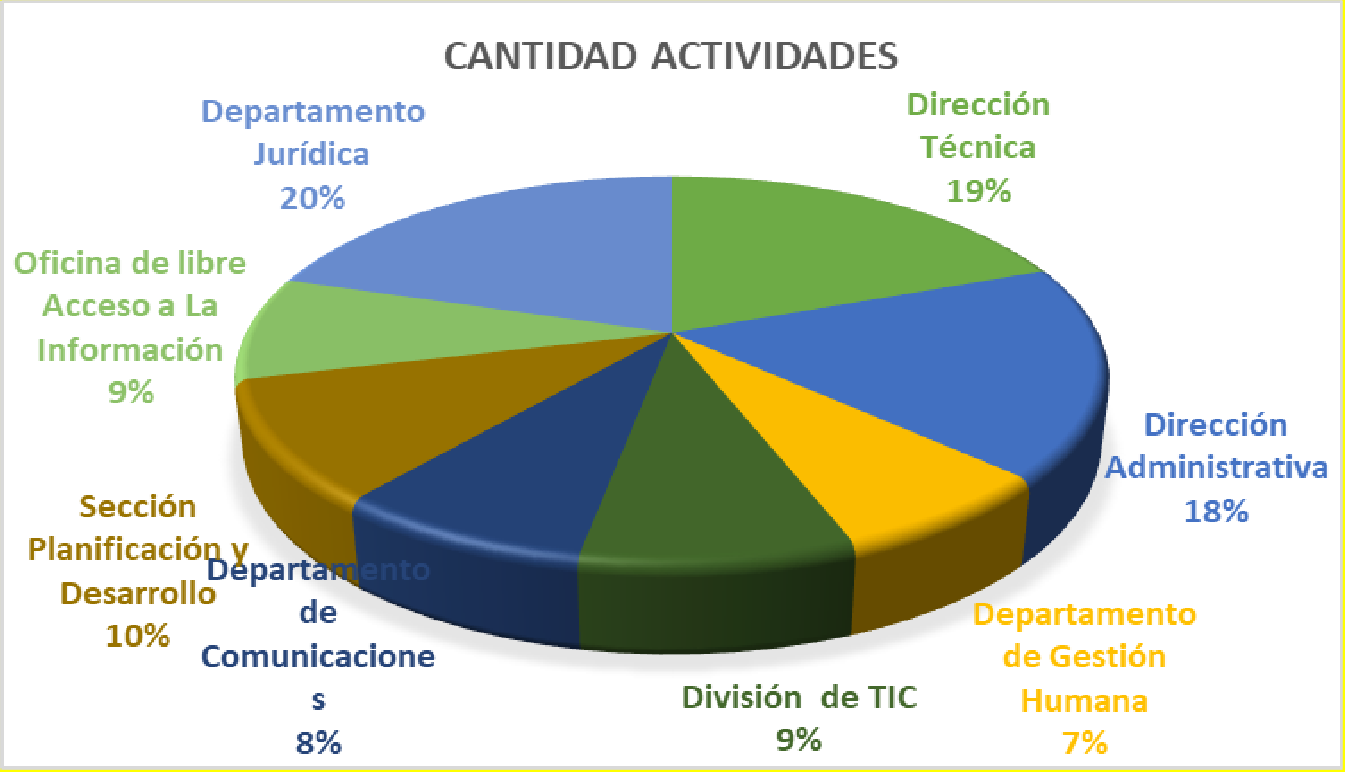 CANTIDAD ACTIVIDADES
Dirección
Técnica
19%
Dirección
Administrativa
18%
Departamento
de Gestión
Humana
7%
División  de TIC
9%
Departamento
de
Comunicacione
s
8%
Sección
Planificación y
Desarrollo
10%
Oficina de libre
Acceso a La
Información
9%
Departamento
Jurídica
20%